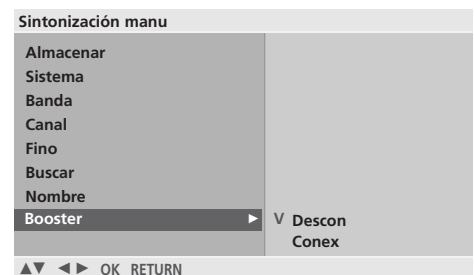 Sintonización manu
Almacenar
Sistema
Banda
Canal
Fino
Buscar
Nombre
Booster ▶ V Descon
Conex
▲▼ ◄► OK RETURN